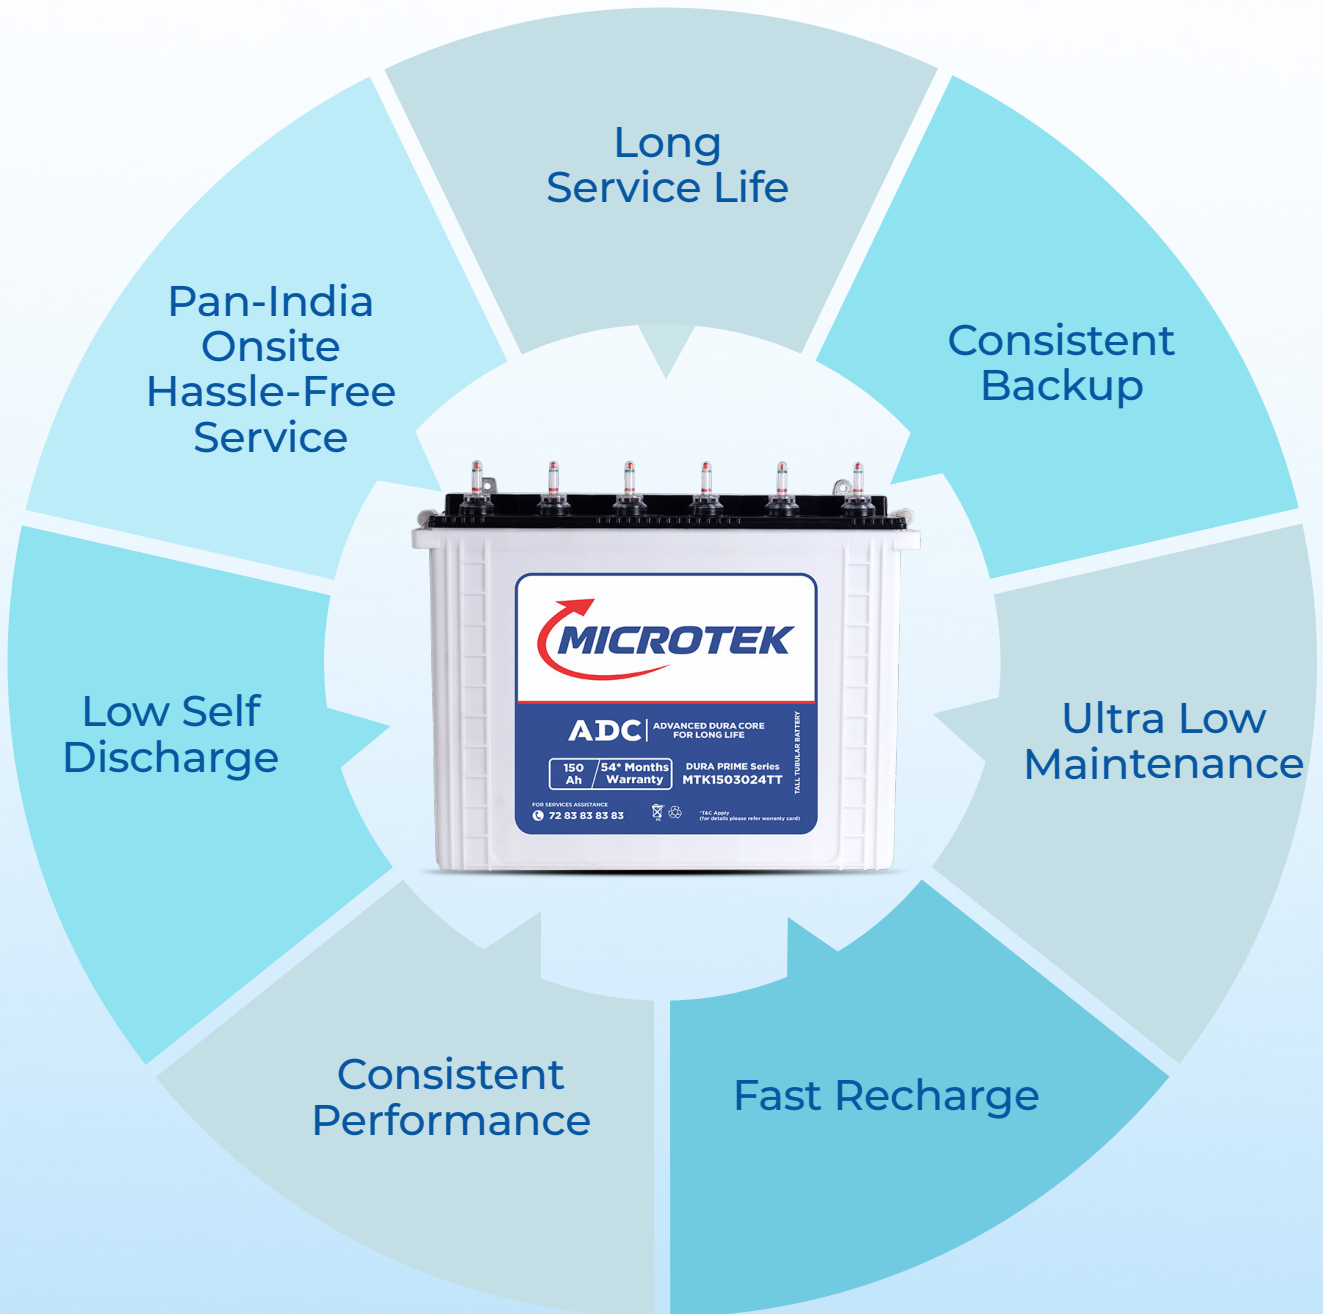 Long
Service Life
Consistent
Backup
Ultra Low
Maintenance
Fast Recharge
Consistent
Performance
Low Self
Discharge
Pan-India
Onsite
Hassle-Free
Service
MICROTEK
ADC
ADVANCED DURA CORE
FOR LONG LIFE
150
Ah
54* Months
Warranty
DURA PRIME Series
MTK1503024TT
TALL TUBULAR BATTERY
FOR SERVICES ASSISTANCE
72 83 83 83 83
*T&C Apply
(for details please refer warranty card)